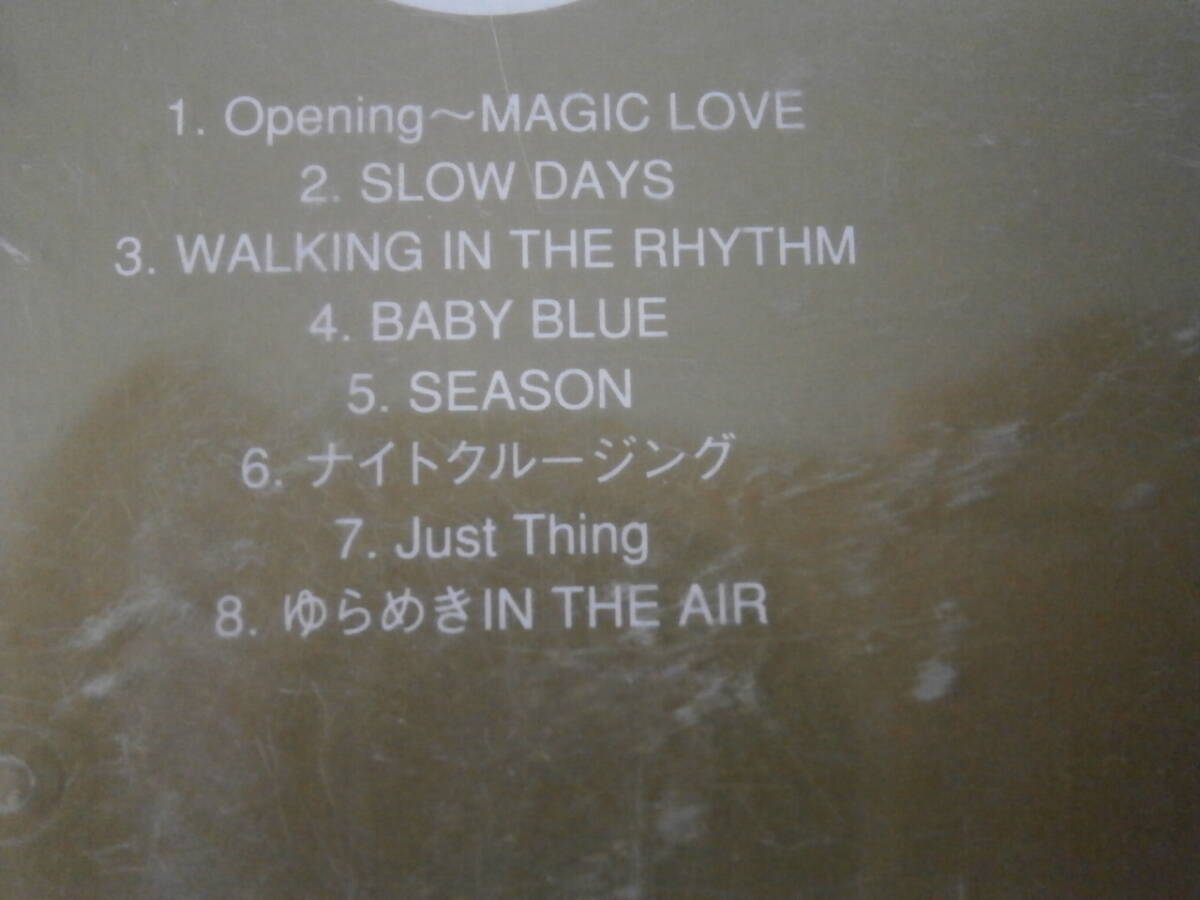 1. Opening～MAGIC LOVE
2. SLOW DAYS
3. WALKING IN THE RHYTHM
4. BABY BLUE
5. SEASON
6. ナイトクルージング
7. Just Thing
8. ゆらめきIN THE AIR